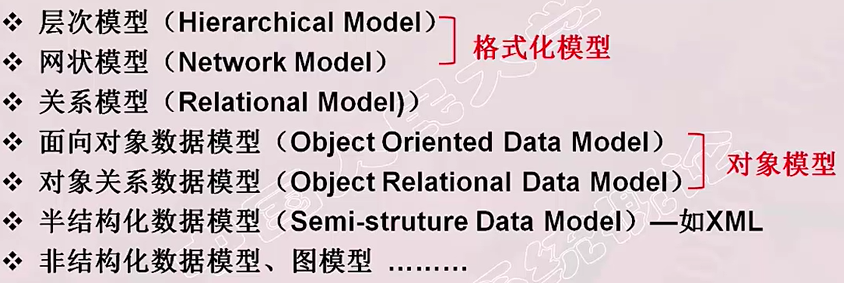 ❖ 层次模型（Hierarchical Model）
❖ 网状模型（Network Model）
格式化模型
❖ 关系模型（Relational Model)）
❖ 面向对象数据模型（Object Oriented Data Model）
❖ 对象关系数据模型（Object Relational Data Model）
对象模型
❖ 半结构化数据模型（Semi-struture Data Model）—如XML
❖ 非结构化数据模型、图模型 ………